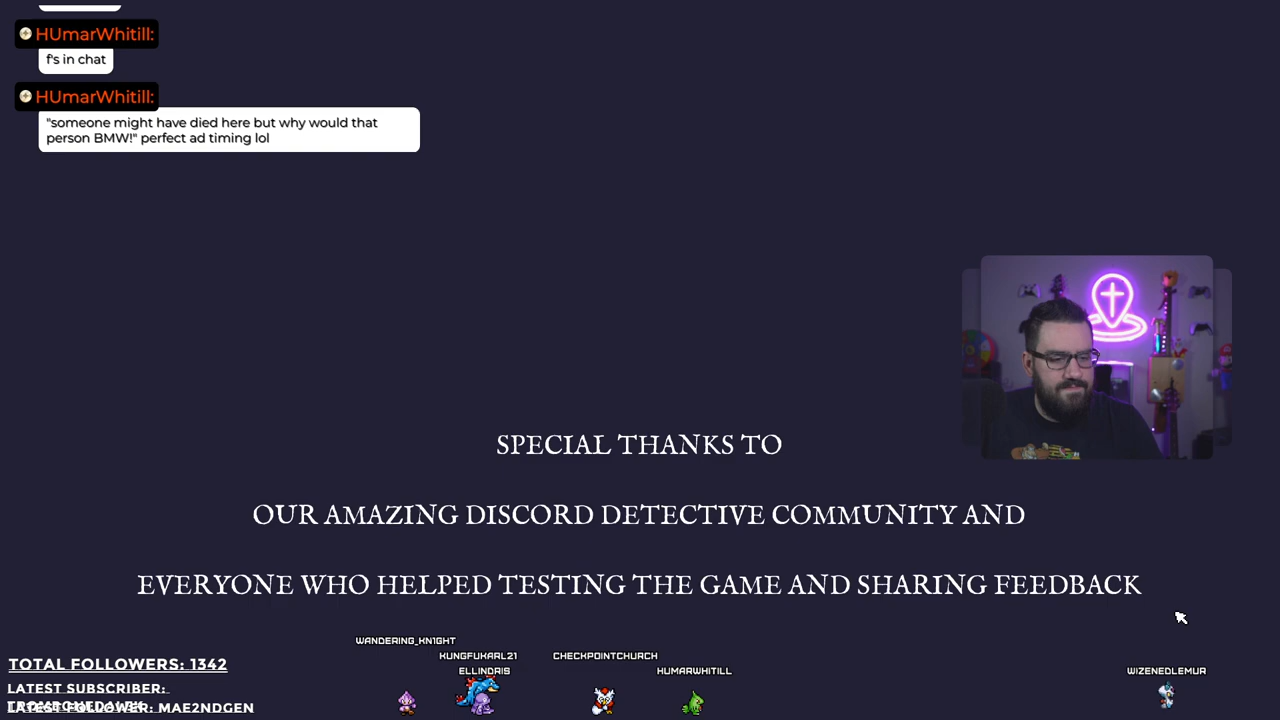 HUmarWhitill:
f's in chat
HUmarWhitill:
"someone might have died here but why would that
person BMW!" perfect ad timing lol
SPECIAL THANKS TO
OUR AMAZING DISCORD DETECTIVE COMMUNITY AND
EVERYONE WHO HELPED TESTING THE GAME AND SHARING FEEDBACK
WANDERING_KN1GHT
KUNGFUKARL21
CHECKPOINTCHURCH
ELLINDRIS
HUMARWHITILL
WIZENEDLEMUR
TOTAL FOLLOWERS: 1342
LATEST SUBSCRIBER:
LATEST FOLLOWER: MAE2NDGEN